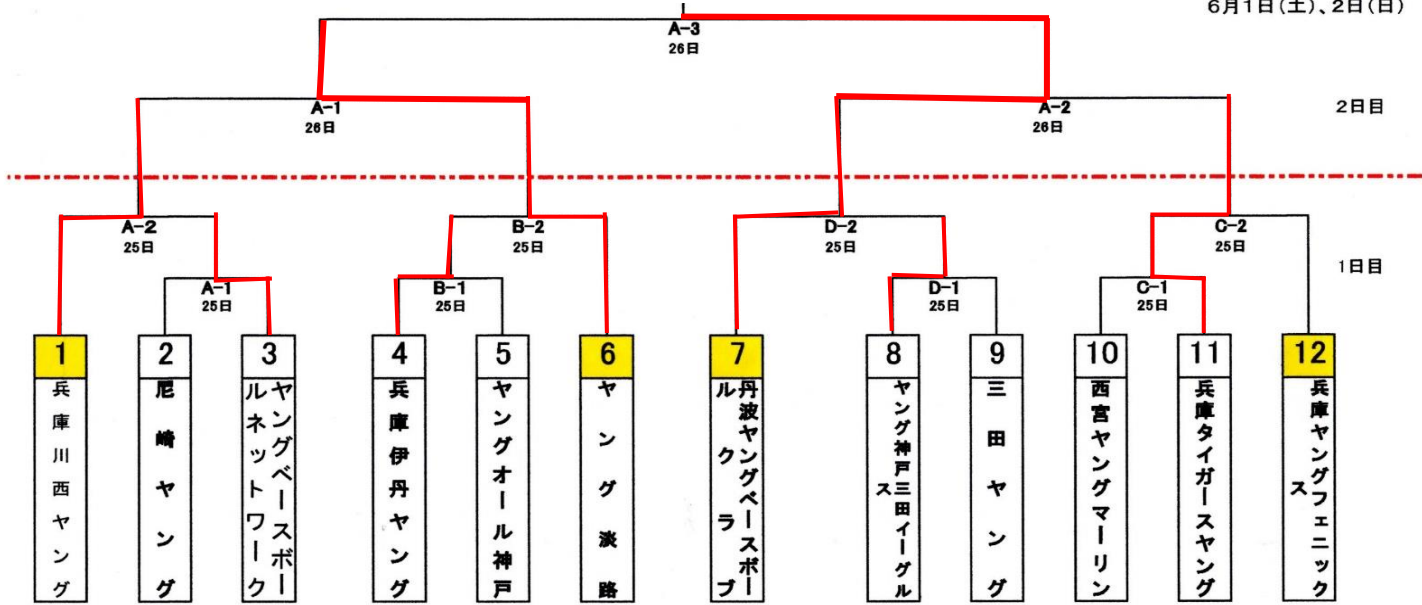 6月1日(土)、2日(日)
A-3
26日
A-1
26日
A-2
26日
2日目
A-2
25日
B-2
25日
D-2
25日
C-2
25日
1日目
A-1
25日
B-1
25日
D-1
25日
C-1
25日
1
2
3
4
5
6
7
8
9
10
11
12
兵庫川西ヤング
尼崎ヤング
ヤングベースボー
ルネットワーク
兵庫伊丹ヤング
ヤングオール神戸
ヤング淡路
丹波ヤングベースボー
ルクラブ
ヤング神戸三田イーグル
ス
三田ヤング
西宮ヤングマーリン
兵庫タイガースヤング
兵庫ヤングフェニック
ス